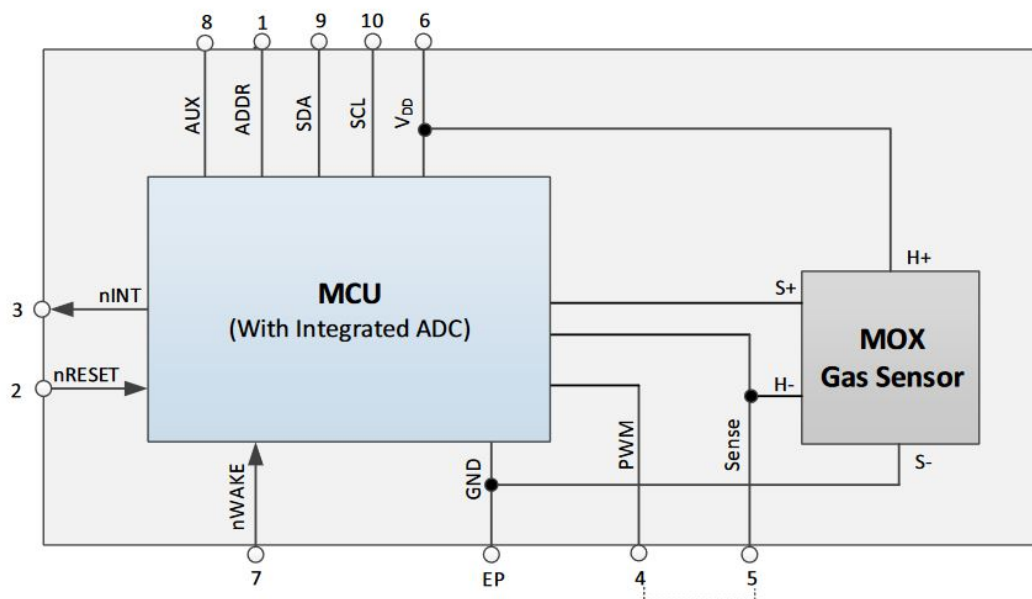 8 1 9 10 6
AUX ADDR SDA SCL VDD
H+
S+
MCU
(With Integrated ADC)
MOX
Gas Sensor
3 nINT
2 nRESET
H-
nWAKE GND PWM Sense S-
7 EP 4 5